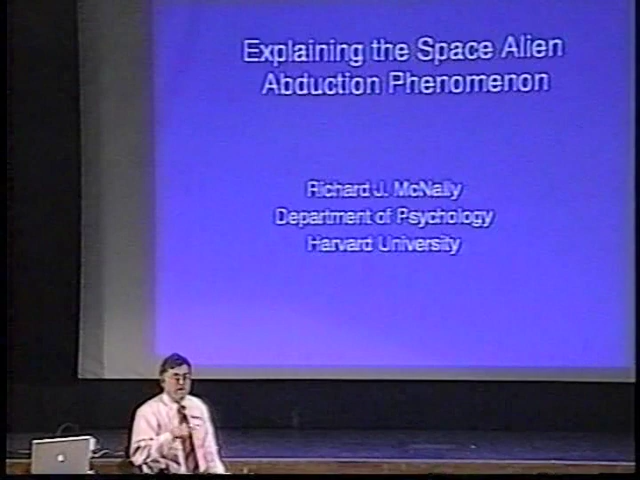 Explaining the Space Alien
Abduction Phenomenon
Richard J. McNally
Department of Psychology
Harvard University